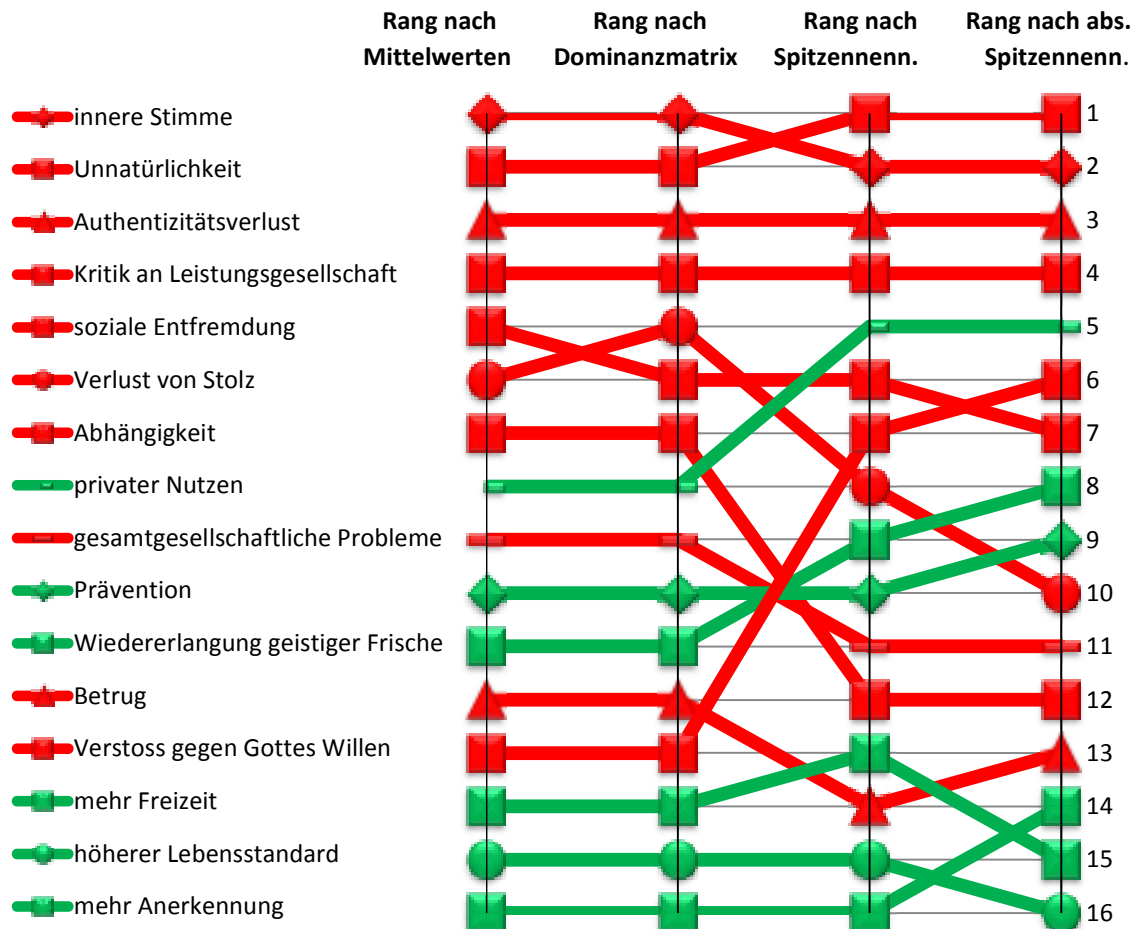 Rang nach Rang nach Rang nach Rang nach abs.
Mittelwerten Dominanzmatrix Spitzennenn. Spitzennenn.
innere Stimme 1
Unnatürlichkeit 2
Authentizitätsverlust 3
Kritik an Leistungsgesellschaft 4
soziale Entfremdung 5
Verlust von Stolz 6
Abhängigkeit 7
privater Nutzen 8
gesamtgesellschaftliche Probleme 9
Prävention 10
Wiedererlangung geistiger Frische 11
Betrug 12
Verstoss gegen Gottes Willen 13
mehr Freizeit 14
höherer Lebensstandard 15
mehr Anerkennung 16